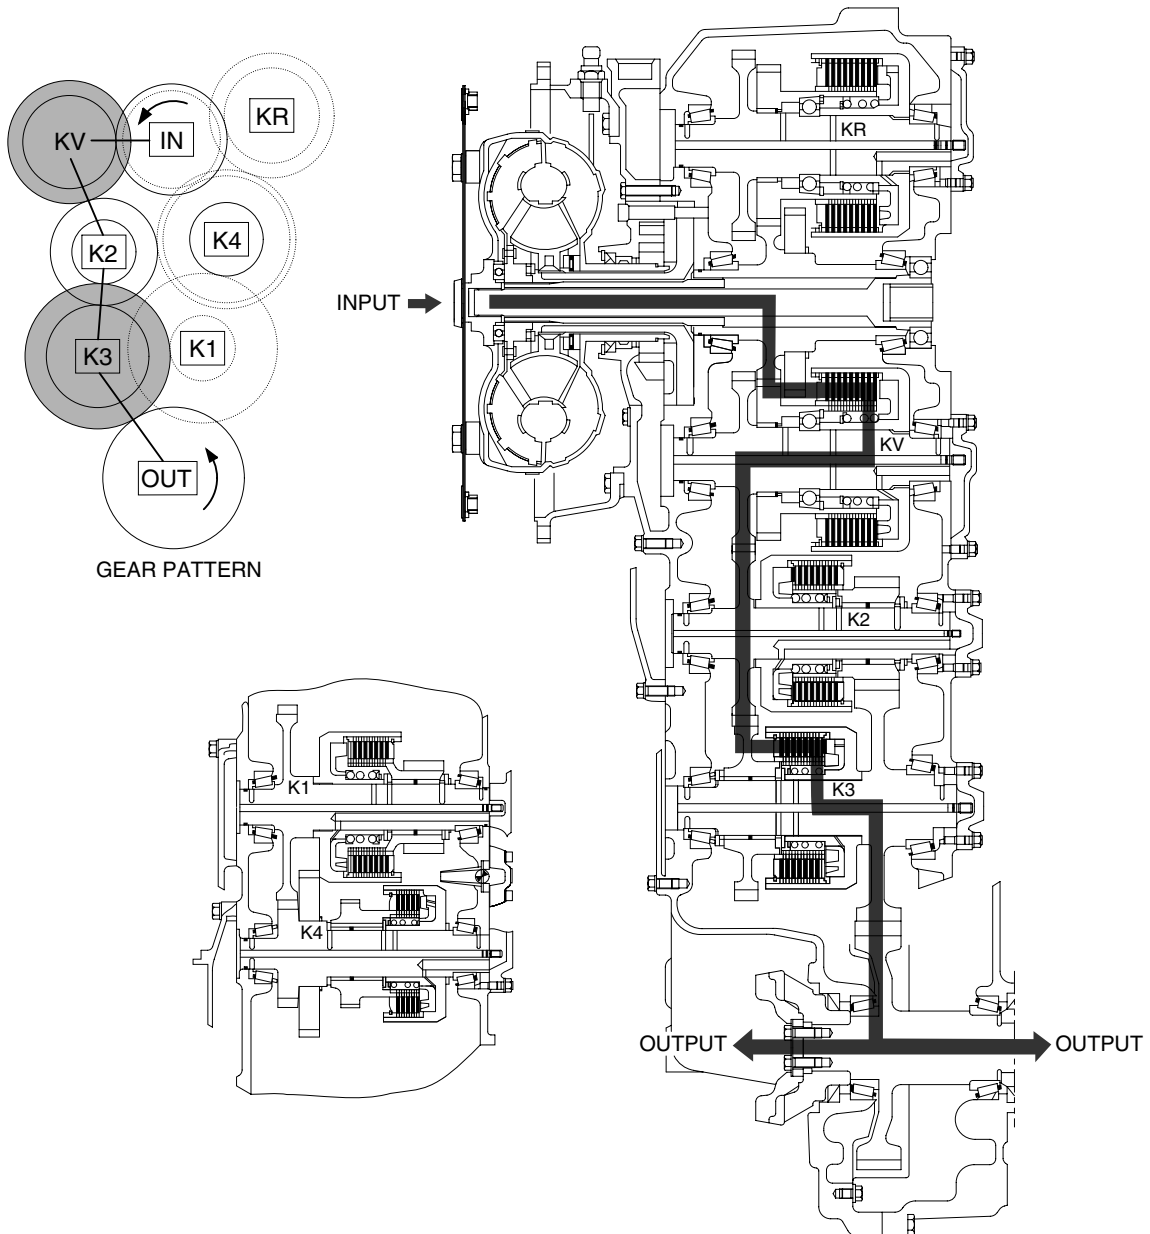 KV
IN
KR
K2
K4
K3
K1
OUT
GEAR PATTERN
INPUT
KR
KV
K2
K3
K1
K4
OUTPUT
OUTPUT